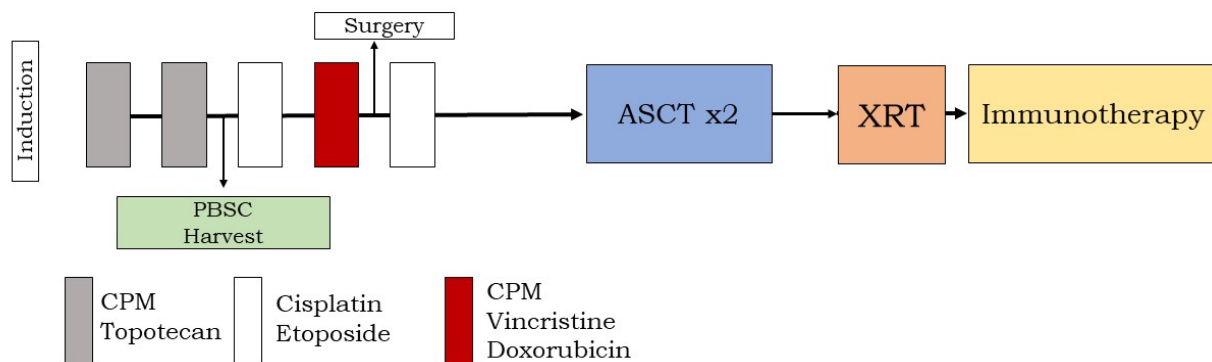 Induction
Surgery
ASCT x2
XRT
Immunotherapy
PBSC
Harvest
CPM
Topotecan
Cisplatin
Etoposide
CPM
Vincristine
Doxorubicin